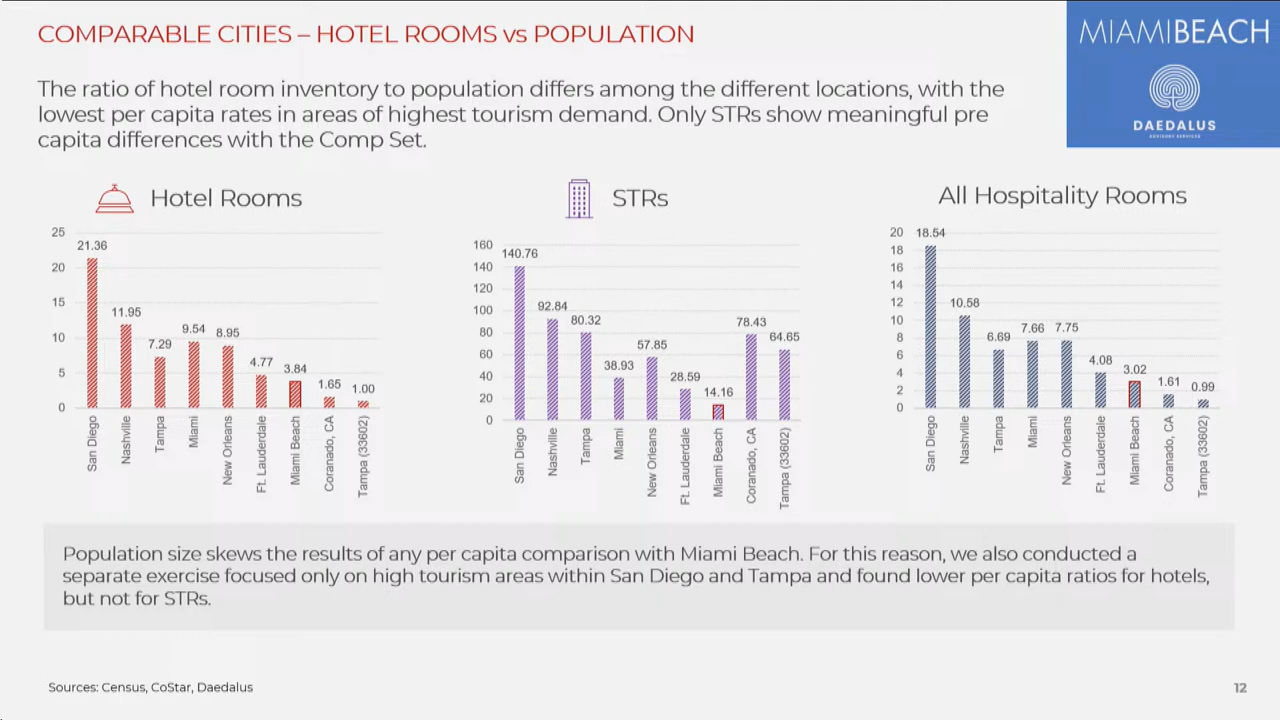 COMPARABLE CITIES – HOTEL ROOMS vs POPULATION
MIAMIBEACH
DAEDALUS
ADVISORY SERVICES
The ratio of hotel room inventory to population differs among the different locations, with the
lowest per capita rates in areas of highest tourism demand. Only STRs show meaningful pre
capita differences with the Comp Set.
Hotel Rooms
25
20
15
10
5
0
21.36
11.95
7.29
9.54
8.95
4.77
3.84
1.65
1.00
San Diego
Nashville
Tampa
Miami
New Orleans
Ft. Lauderdale
Miami Beach
Coranado, CA
Tampa (33602)
STRs
160
140
120
100
80
60
40
20
0
140.76
92.84
80.32
38.93
57.85
28.59
14.16
78.43
64.65
San Diego
Nashville
Tampa
Miami
New Orleans
Ft. Lauderdale
Miami Beach
Coranado, CA
Tampa (33602)
All Hospitality Rooms
20
18
16
14
12
10
8
6
4
2
0
18.54
10.58
6.69
7.66
7.75
4.08
3.02
1.61
0.99
San Diego
Nashville
Tampa
Miami
New Orleans
Ft. Lauderdale
Miami Beach
Coranado, CA
Tampa (33602)
Population size skews the results of any per capita comparison with Miami Beach. For this reason, we also conducted a
separate exercise focused only on high tourism areas within San Diego and Tampa and found lower per capita ratios for hotels,
but not for STRs.
Sources: Census, CoStar, Daedalus
12